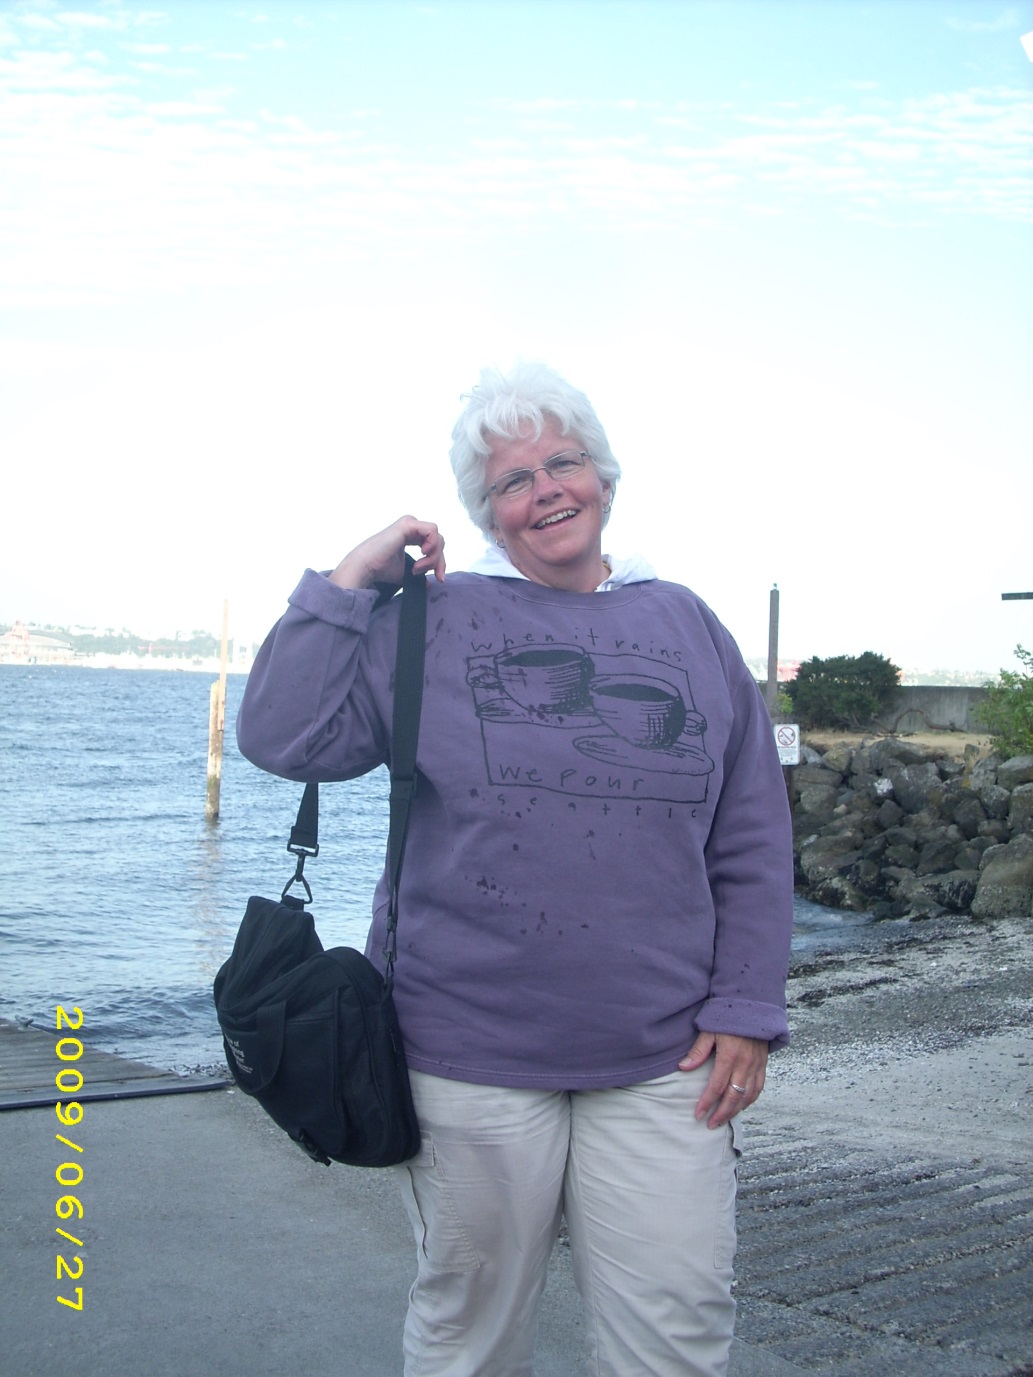 When it rains
We Pour
Seattle
2009/06/27